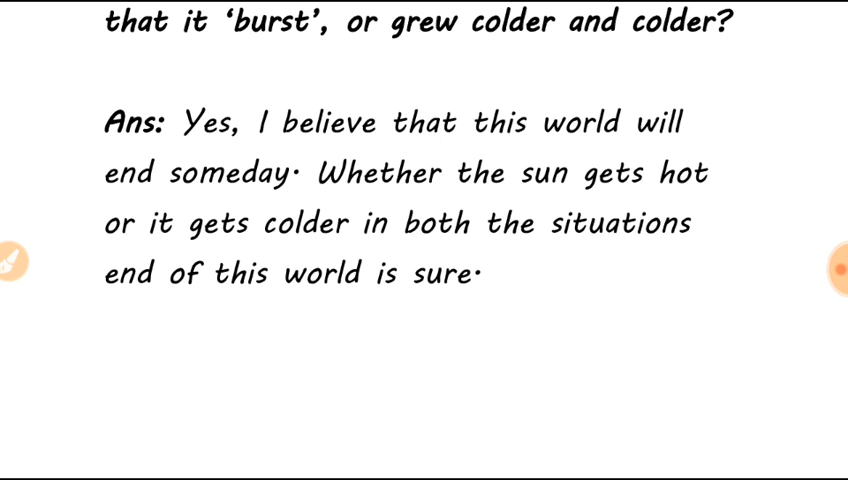 that it ‘burst’, or grew colder and colder?
Ans: Yes, I believe that this world will
end someday. Whether the sun gets hot
or it gets colder in both the situations
end of this world is sure.